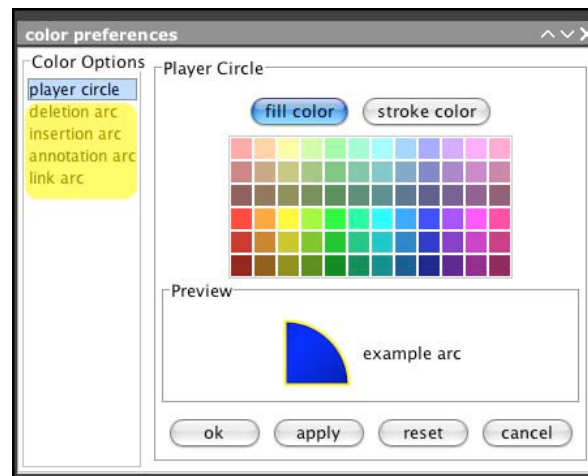 color preferences
Color Options
player circle
deletion arc
insertion arc
annotation arc
link arc
Player Circle
fill color
stroke color
Preview
example arc
ok
apply
reset
cancel